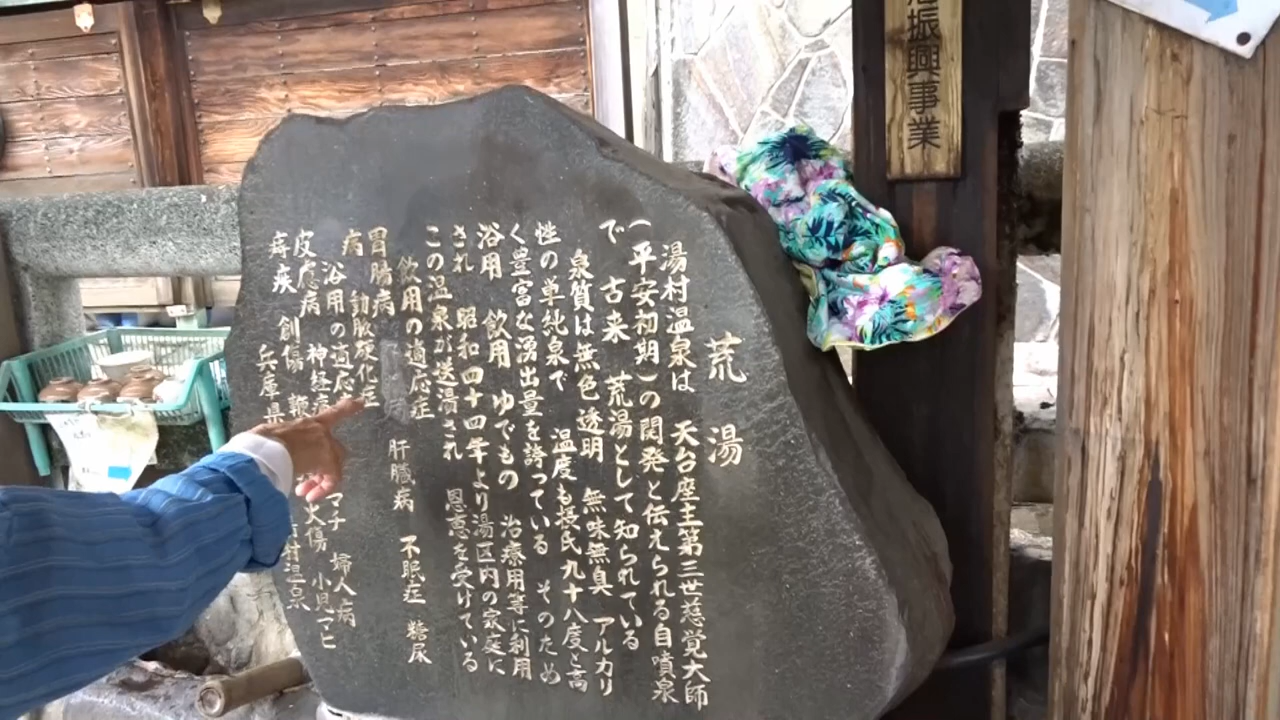 荒湯
湯村温泉は 天台座主第三世慈覚大師
(平安初期)の開発と伝えられる自噴泉
で 古来 荒湯として知られている
泉質は無色透明 無味無臭 アルカリ
性の単純泉で 温度も摂氏九十八度と高
く豊富な湧出量を誇っている そのため
浴用 飲用 ゆでもの 治療用等に利用
され 昭和四十四年より湯区内の家庭に
この温泉が送湯され 恩恵を受けている
飲用の適応症
胃腸病 肝臓病 不眠症 糖尿
病 動脈硬化症
浴用の適応
皮膚病 神経 マチ 婦人病
痔疾 創傷 火傷 小児マヒ
兵庫県 村温泉
振興事業